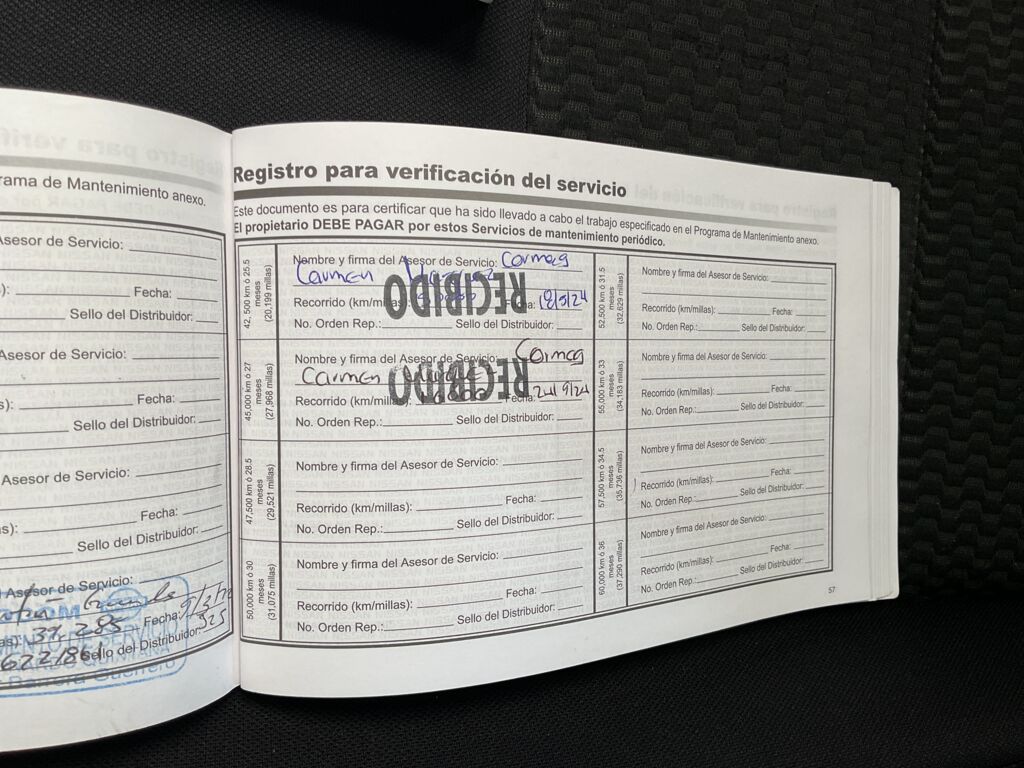 rama de Mantenimiento anexo.
Asesor de Servicio:
): Fecha:
Sello del Distribuidor:
Asesor de Servicio:
s): Fecha:
Sello del Distribuidor:
Asesor de Servicio:
s): Fecha:
Sello del Distribuidor:
Asesor de Servicio:
as): 37,285 Fecha:
Sello del Distribuidor:
Barrera Guerrero
Registro para verificación del servicio
Este documento es para certificar que ha sido llevado a cabo el trabajo especificado en el Programa de Mantenimiento anexo.
El propietario DEBE PAGAR por estos Servicios de mantenimiento periódico.
42, 500 km ó 25.5
meses
(20,199 millas)
Nombre y firma del Asesor de Servicio:
Carmen
RECIBIDO
Recorrido (km/millas): Fecha: 18/3/24
No. Orden Rep.: Sello del Distribuidor:
45,000 km ó 27
meses
(27,968 millas)
Nombre y firma del Asesor de Servicio:
Carmen
RECIBIDO
Recorrido (km/millas): Fecha: 24/9/24
No. Orden Rep.: Sello del Distribuidor:
47,500 km ó 28.5
meses
(29,521 millas)
Nombre y firma del Asesor de Servicio:
Recorrido (km/millas): Fecha:
No. Orden Rep.: Sello del Distribuidor:
50,000 km ó 30
meses
(31,075 millas)
Nombre y firma del Asesor de Servicio:
Recorrido (km/millas): Fecha:
No. Orden Rep.: Sello del Distribuidor:
52,500 km ó 31.5
meses
(32,629 millas)
Nombre y firma del Asesor de Servicio:
Recorrido (km/millas): Fecha:
No. Orden Rep.: Sello del Distribuidor:
55,000 km ó 33
meses
(34,183 millas)
Nombre y firma del Asesor de Servicio:
Recorrido (km/millas): Fecha:
No. Orden Rep.: Sello del Distribuidor:
57,500 km ó 34.5
meses
(35,736 millas)
Nombre y firma del Asesor de Servicio:
Recorrido (km/millas): Fecha:
No. Orden Rep.: Sello del Distribuidor:
60,000 km ó 36
meses
(37,290 millas)
Nombre y firma del Asesor de Servicio:
Recorrido (km/millas): Fecha:
No. Orden Rep.: Sello del Distribuidor:
57